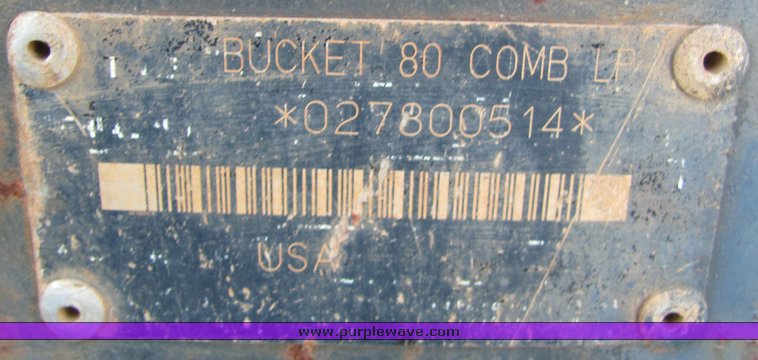 BUCKET 80 COMB LP
*027800514*
USA
www.purplewave.com